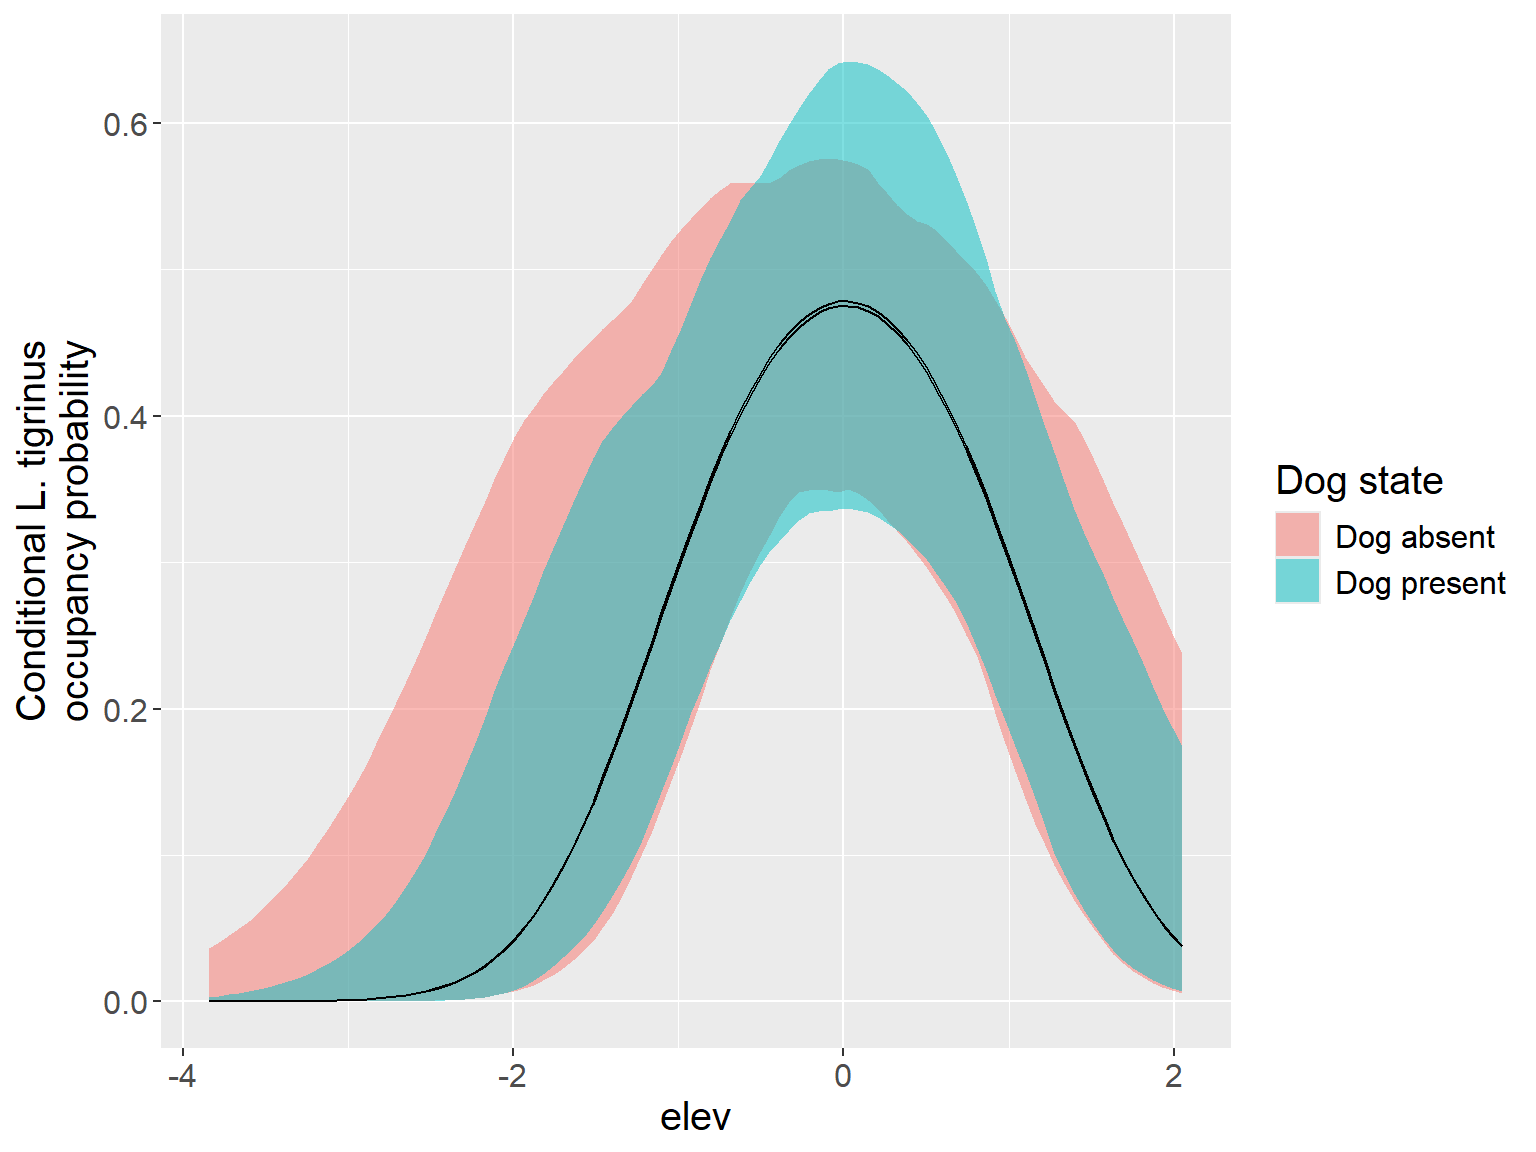 Conditional L. tigrinus
occupancy probability
0.6
0.4
0.2
0.0
-4
-2
0
2
elev
Dog state
Dog absent
Dog present